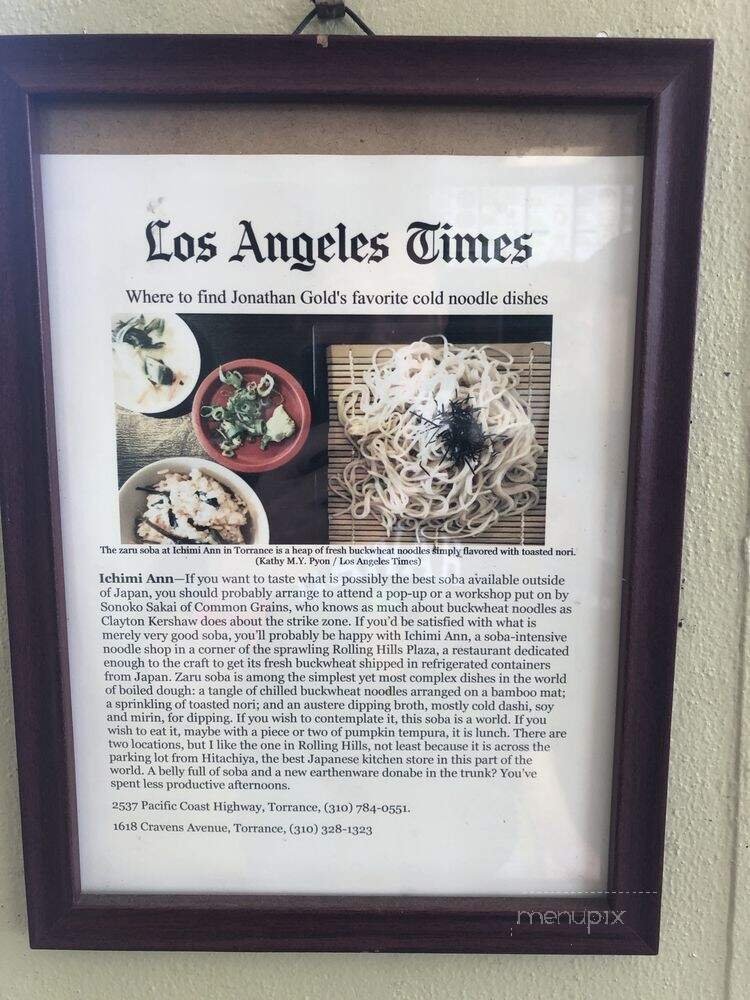 Los Angeles Times
Where to find Jonathan Gold's favorite cold noodle dishes
The zaru soba at Ichimi Ann in Torrance is a heap of fresh buckwheat noodles simply flavored with toasted nori.
(Kathy M.Y. Pyon / Los Angeles Times)
Ichimi Ann—If you want to taste what is possibly the best soba available outside
of Japan, you should probably arrange to attend a pop-up or a workshop put on by
Sonoko Sakai of Common Grains, who knows as much about buckwheat noodles as
Clayton Kershaw does about the strike zone. If you'd be satisfied with what is
merely very good soba, you'll probably be happy with Ichimi Ann, a soba-intensive
noodle shop in a corner of the sprawling Rolling Hills Plaza, a restaurant dedicated
enough to the craft to get its fresh buckwheat shipped in refrigerated containers
from Japan. Zaru soba is among the simplest yet most complex dishes in the world
of boiled dough: a tangle of chilled buckwheat noodles arranged on a bamboo mat;
a sprinkling of toasted nori; and an austere dipping broth, mostly cold dashi, soy
and mirin, for dipping. If you wish to contemplate it, this soba is a world. If you
wish to eat it, maybe with a piece or two of pumpkin tempura, it is lunch. There are
two locations, but I like the one in Rolling Hills, not least because it is across the
parking lot from Hitachiya, the best Japanese kitchen store in this part of the
world. A belly full of soba and a new earthenware donabe in the trunk? You've
spent less productive afternoons.
2537 Pacific Coast Highway, Torrance, (310) 784-0551.
1618 Cravens Avenue, Torrance, (310) 328-1323
menupix